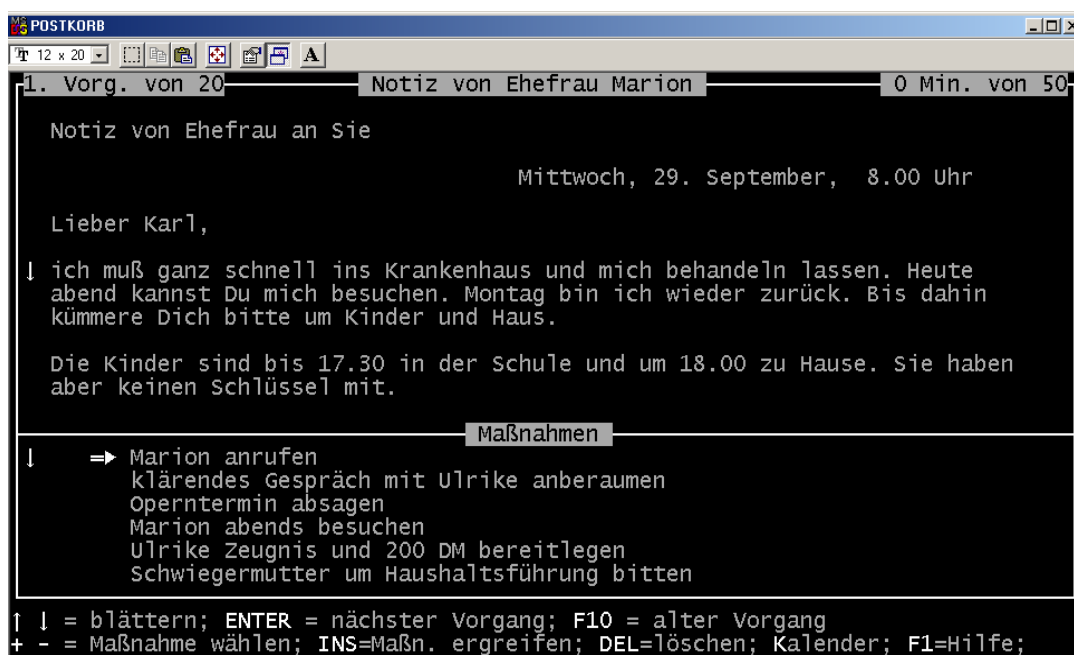 POSTKORB
12 x 20
A
1. Vorg. von 20 Notiz von Ehefrau Marion 0 Min. von 50
Notiz von Ehefrau an Sie
Mittwoch, 29. September, 8.00 Uhr
Lieber Karl,
↓ ich muß ganz schnell ins Krankenhaus und mich behandeln lassen. Heute
abend kannst Du mich besuchen. Montag bin ich wieder zurück. Bis dahin
kümmere Dich bitte um Kinder und Haus.
Die Kinder sind bis 17.30 in der Schule und um 18.00 zu Hause. Sie haben
aber keinen Schlüssel mit.
Maßnahmen
↓ => Marion anrufen
klärendes Gespräch mit Ulrike anberaumen
Operntermin absagen
Marion abends besuchen
Ulrike Zeugnis und 200 DM bereitlegen
Schwiegermutter um Haushaltsführung bitten
↑ ↓ = blättern; ENTER = nächster Vorgang; F10 = alter Vorgang
+ - = Maßnahme wählen; INS=Maßn. ergreifen; DEL=löschen; Kalender; F1=Hilfe;